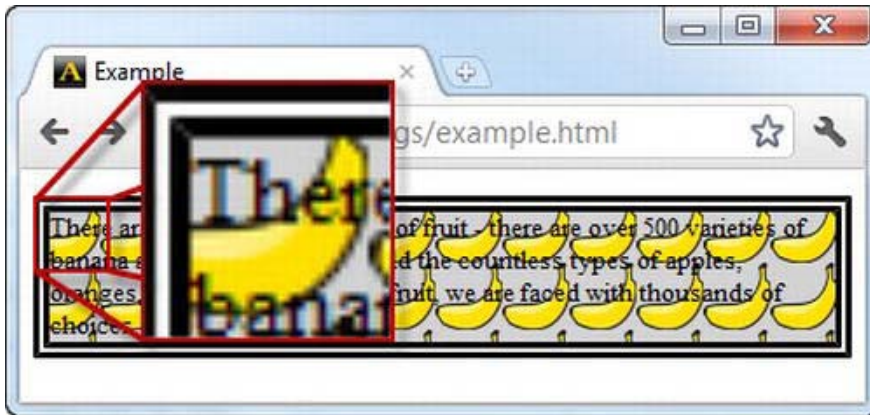 A Example
gs/example.html
There
banan
There ar of fruit - there are over 500 varieties of
banana a d the countless types of apples,
oranges, fruit, we are faced with thousands of
choices